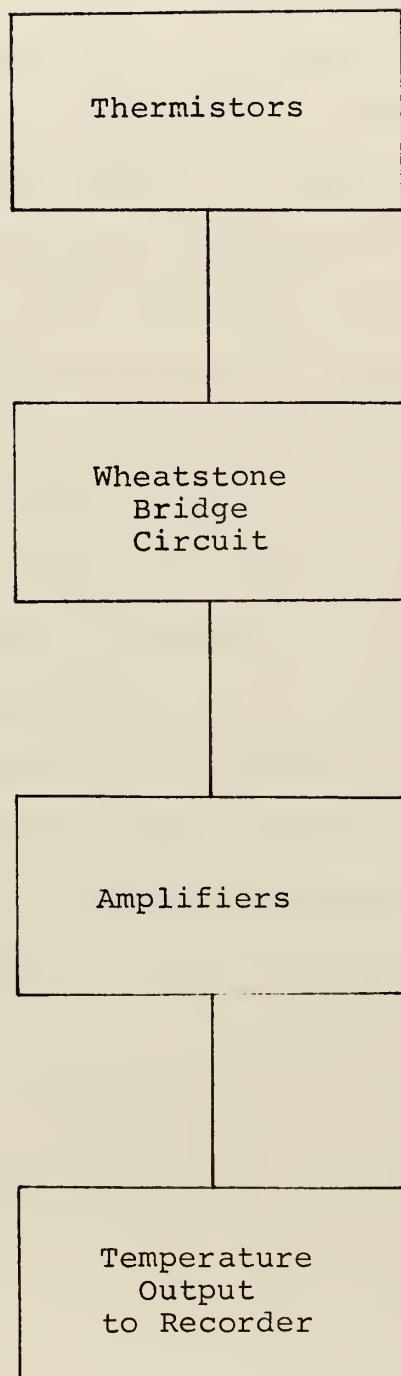 Thermistors
Wheatstone
Bridge
Circuit
Amplifiers
Temperature
Output
to Recorder